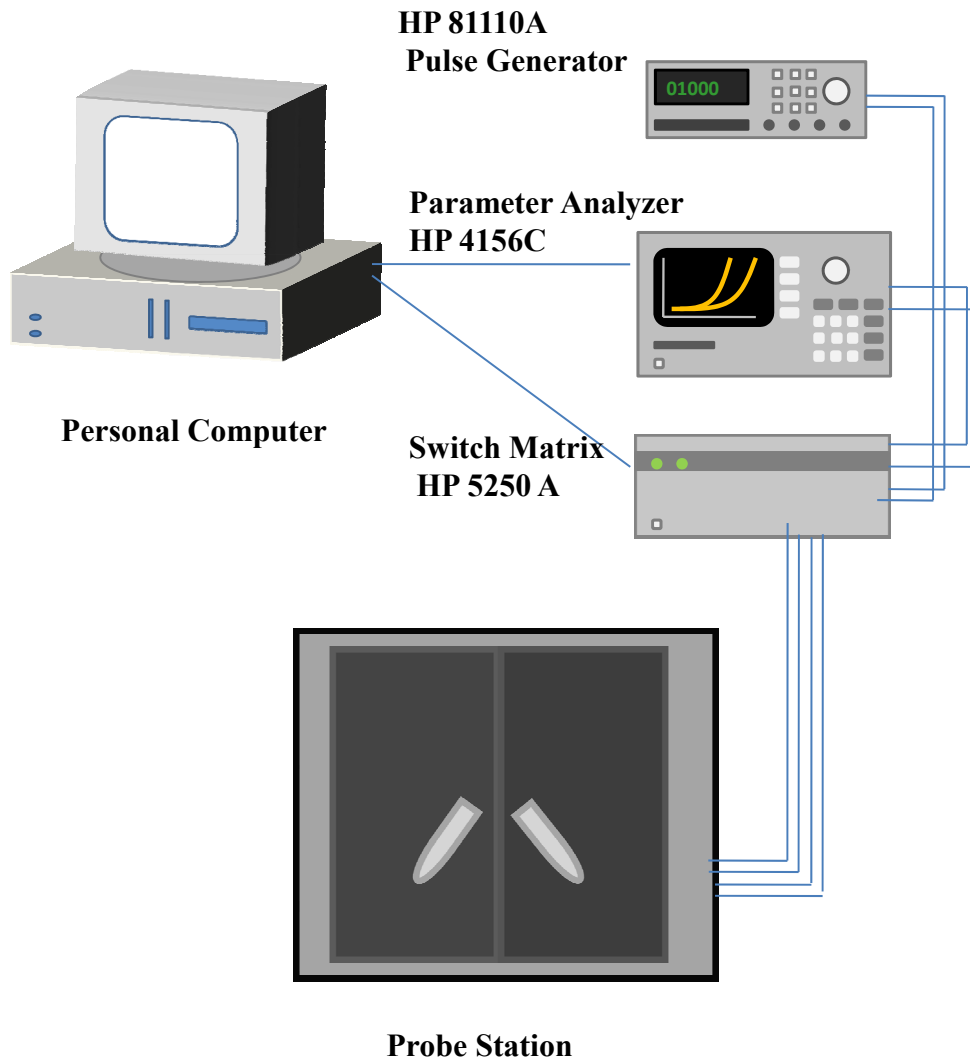 HP 81110A
Pulse Generator
01000
Parameter Analyzer
HP 4156C
Personal Computer
Switch Matrix
HP 5250 A
Probe Station